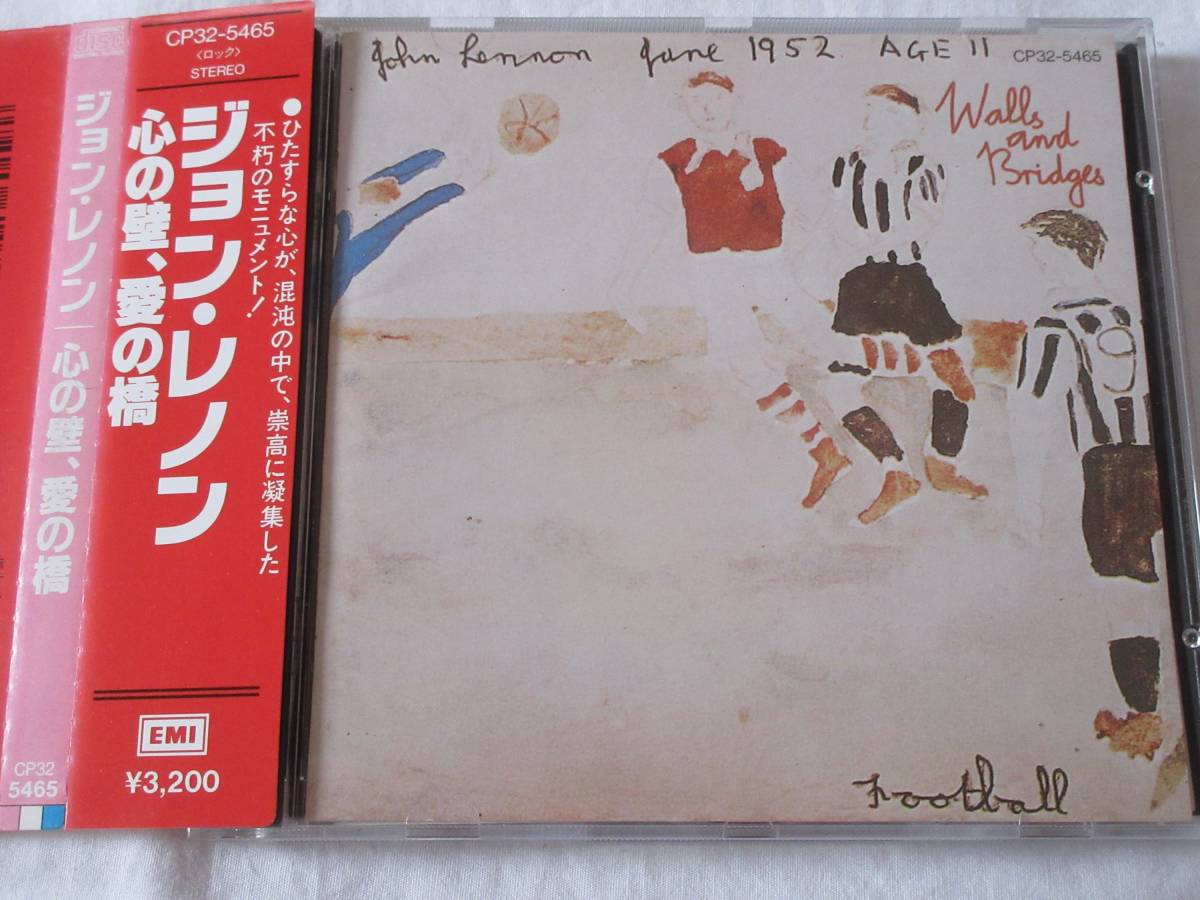 CP32-5465
〈ロック〉
STEREO
●ひたすらな心が、混沌の中で、崇高に凝集した
不朽のモニュメント!
ジョン・レノン
心の壁、愛の橋
EMI
¥3,200
disc
ジョン・レノン|心の壁、愛の橋
CP32
5465
John Lennon June 1952 AGE 11
CP32-5465
Walls
and
Bridges
Football